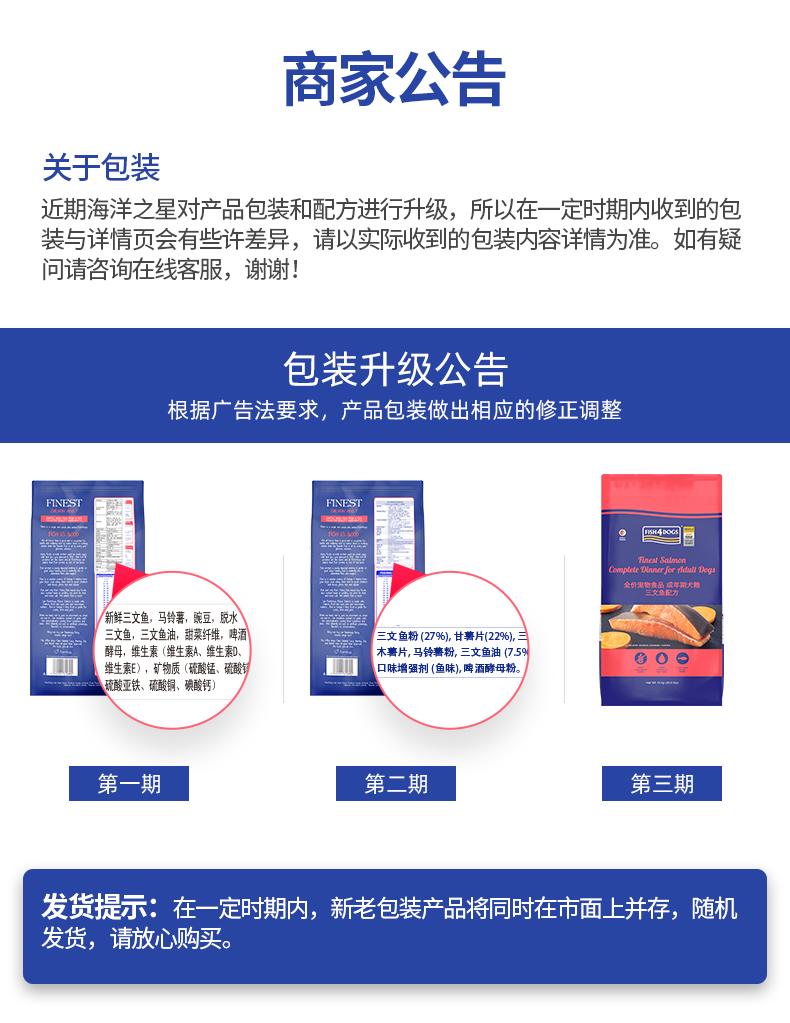 商家公告
关于包装
近期海洋之星对产品包装和配方进行升级，所以在一定时期内收到的包
装与详情页会有些许差异，请以实际收到的包装内容详情为准。如有疑
问请咨询在线客服，谢谢！
包装升级公告
根据广告法要求，产品包装做出相应的修正调整
FINEST
SALMON ADULT
FISH IS GOOD
新鲜三文鱼，马铃薯，豌豆，脱水
三文鱼，三文鱼油，甜菜纤维，啤酒
酵母，维生素（维生素A、维生素D、
维生素E），矿物质（硫酸锰、硫酸锌
硫酸亚铁、硫酸铜、碘酸钙）
第一期
FINEST
SALMON ADULT
FISH IS GOOD
三文鱼粉 (27%), 甘薯片(22%), 三
木薯片, 马铃薯粉, 三文鱼油 (7.5%
口味增强剂 (鱼味), 啤酒酵母粉。
第二期
FISH4DOGS
Finest Salmon
Complete Dinner for Adult Dogs
全价宠物食品 成年期犬粮
三文鱼配方
第三期
发货提示：在一定时期内，新老包装产品将同时在市面上并存，随机
发货，请放心购买。